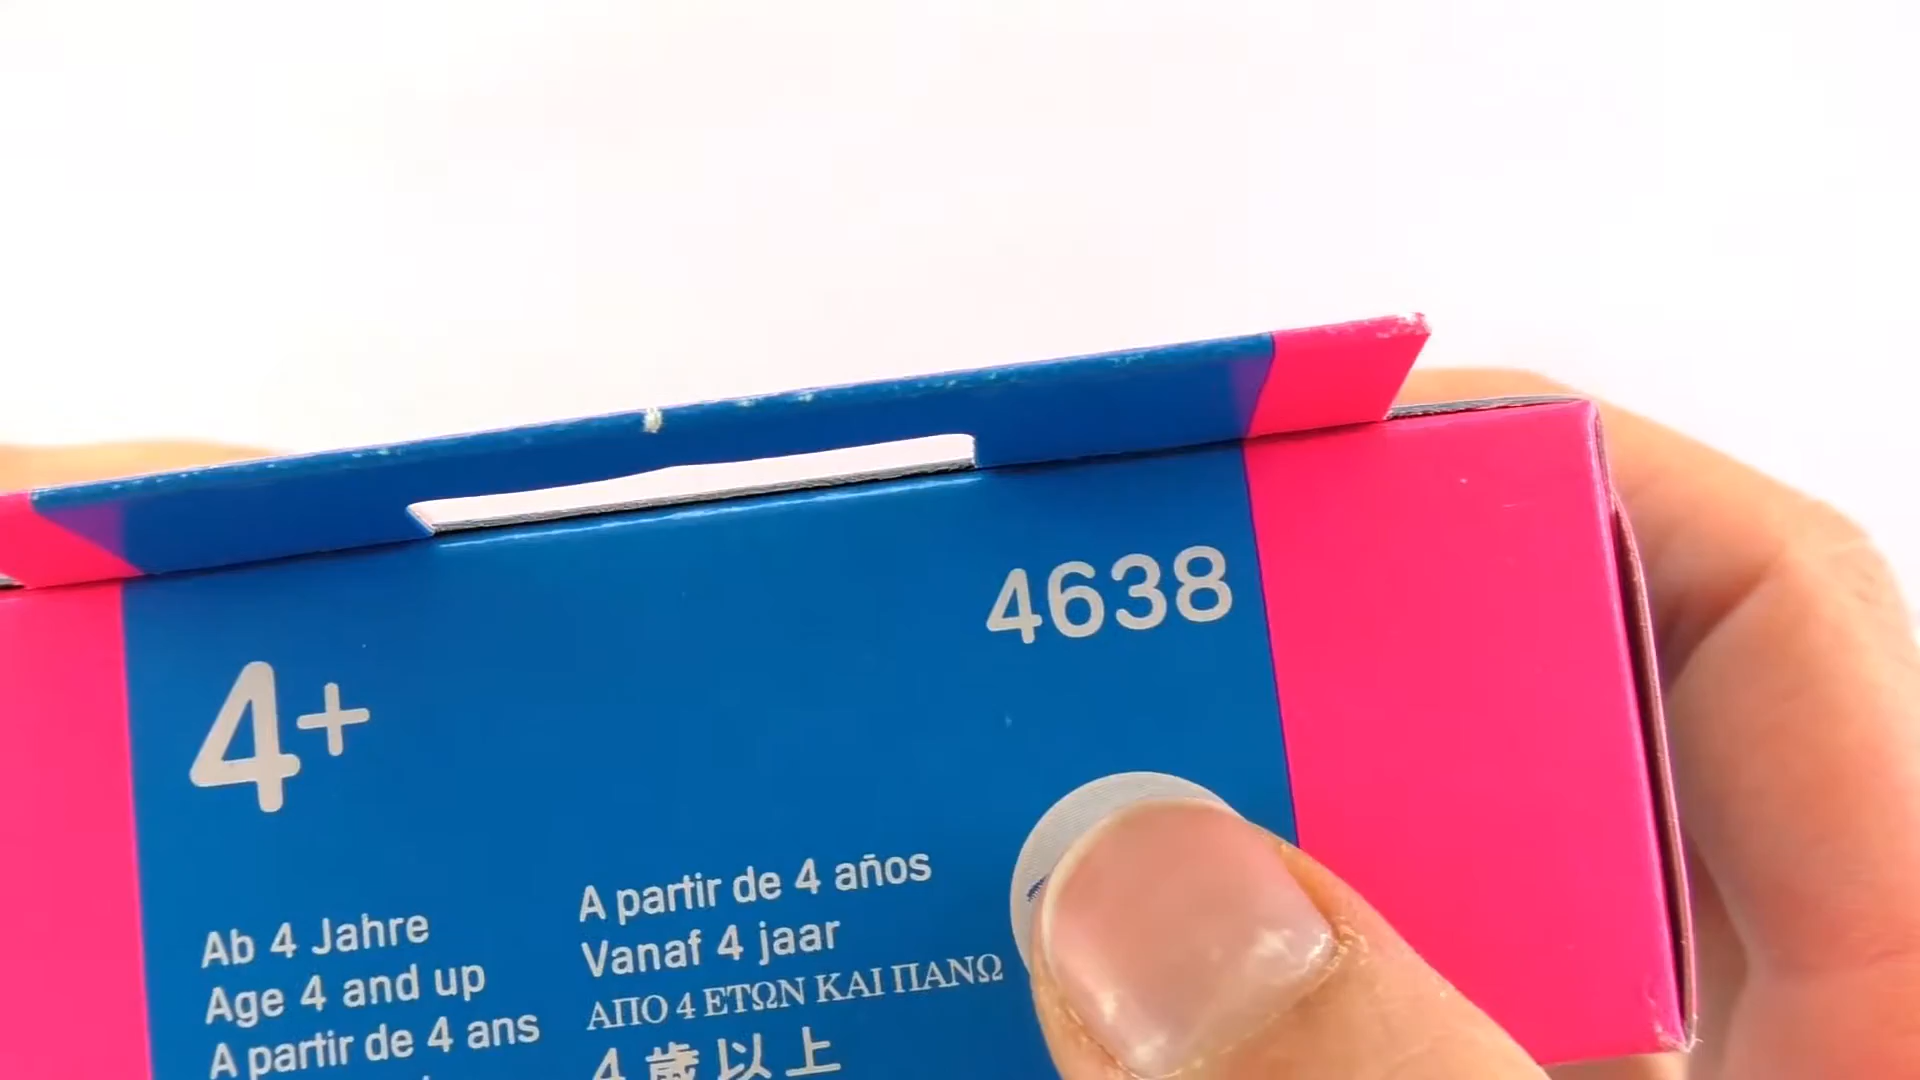 4638
4+
Ab 4 Jahre
Age 4 and up
A partir de 4 ans
A partir de 4 años
Vanaf 4 jaar
ΑΠΟ 4 ΕΤΩΝ ΚΑΙ ΠΑΝΩ
4 歳以上